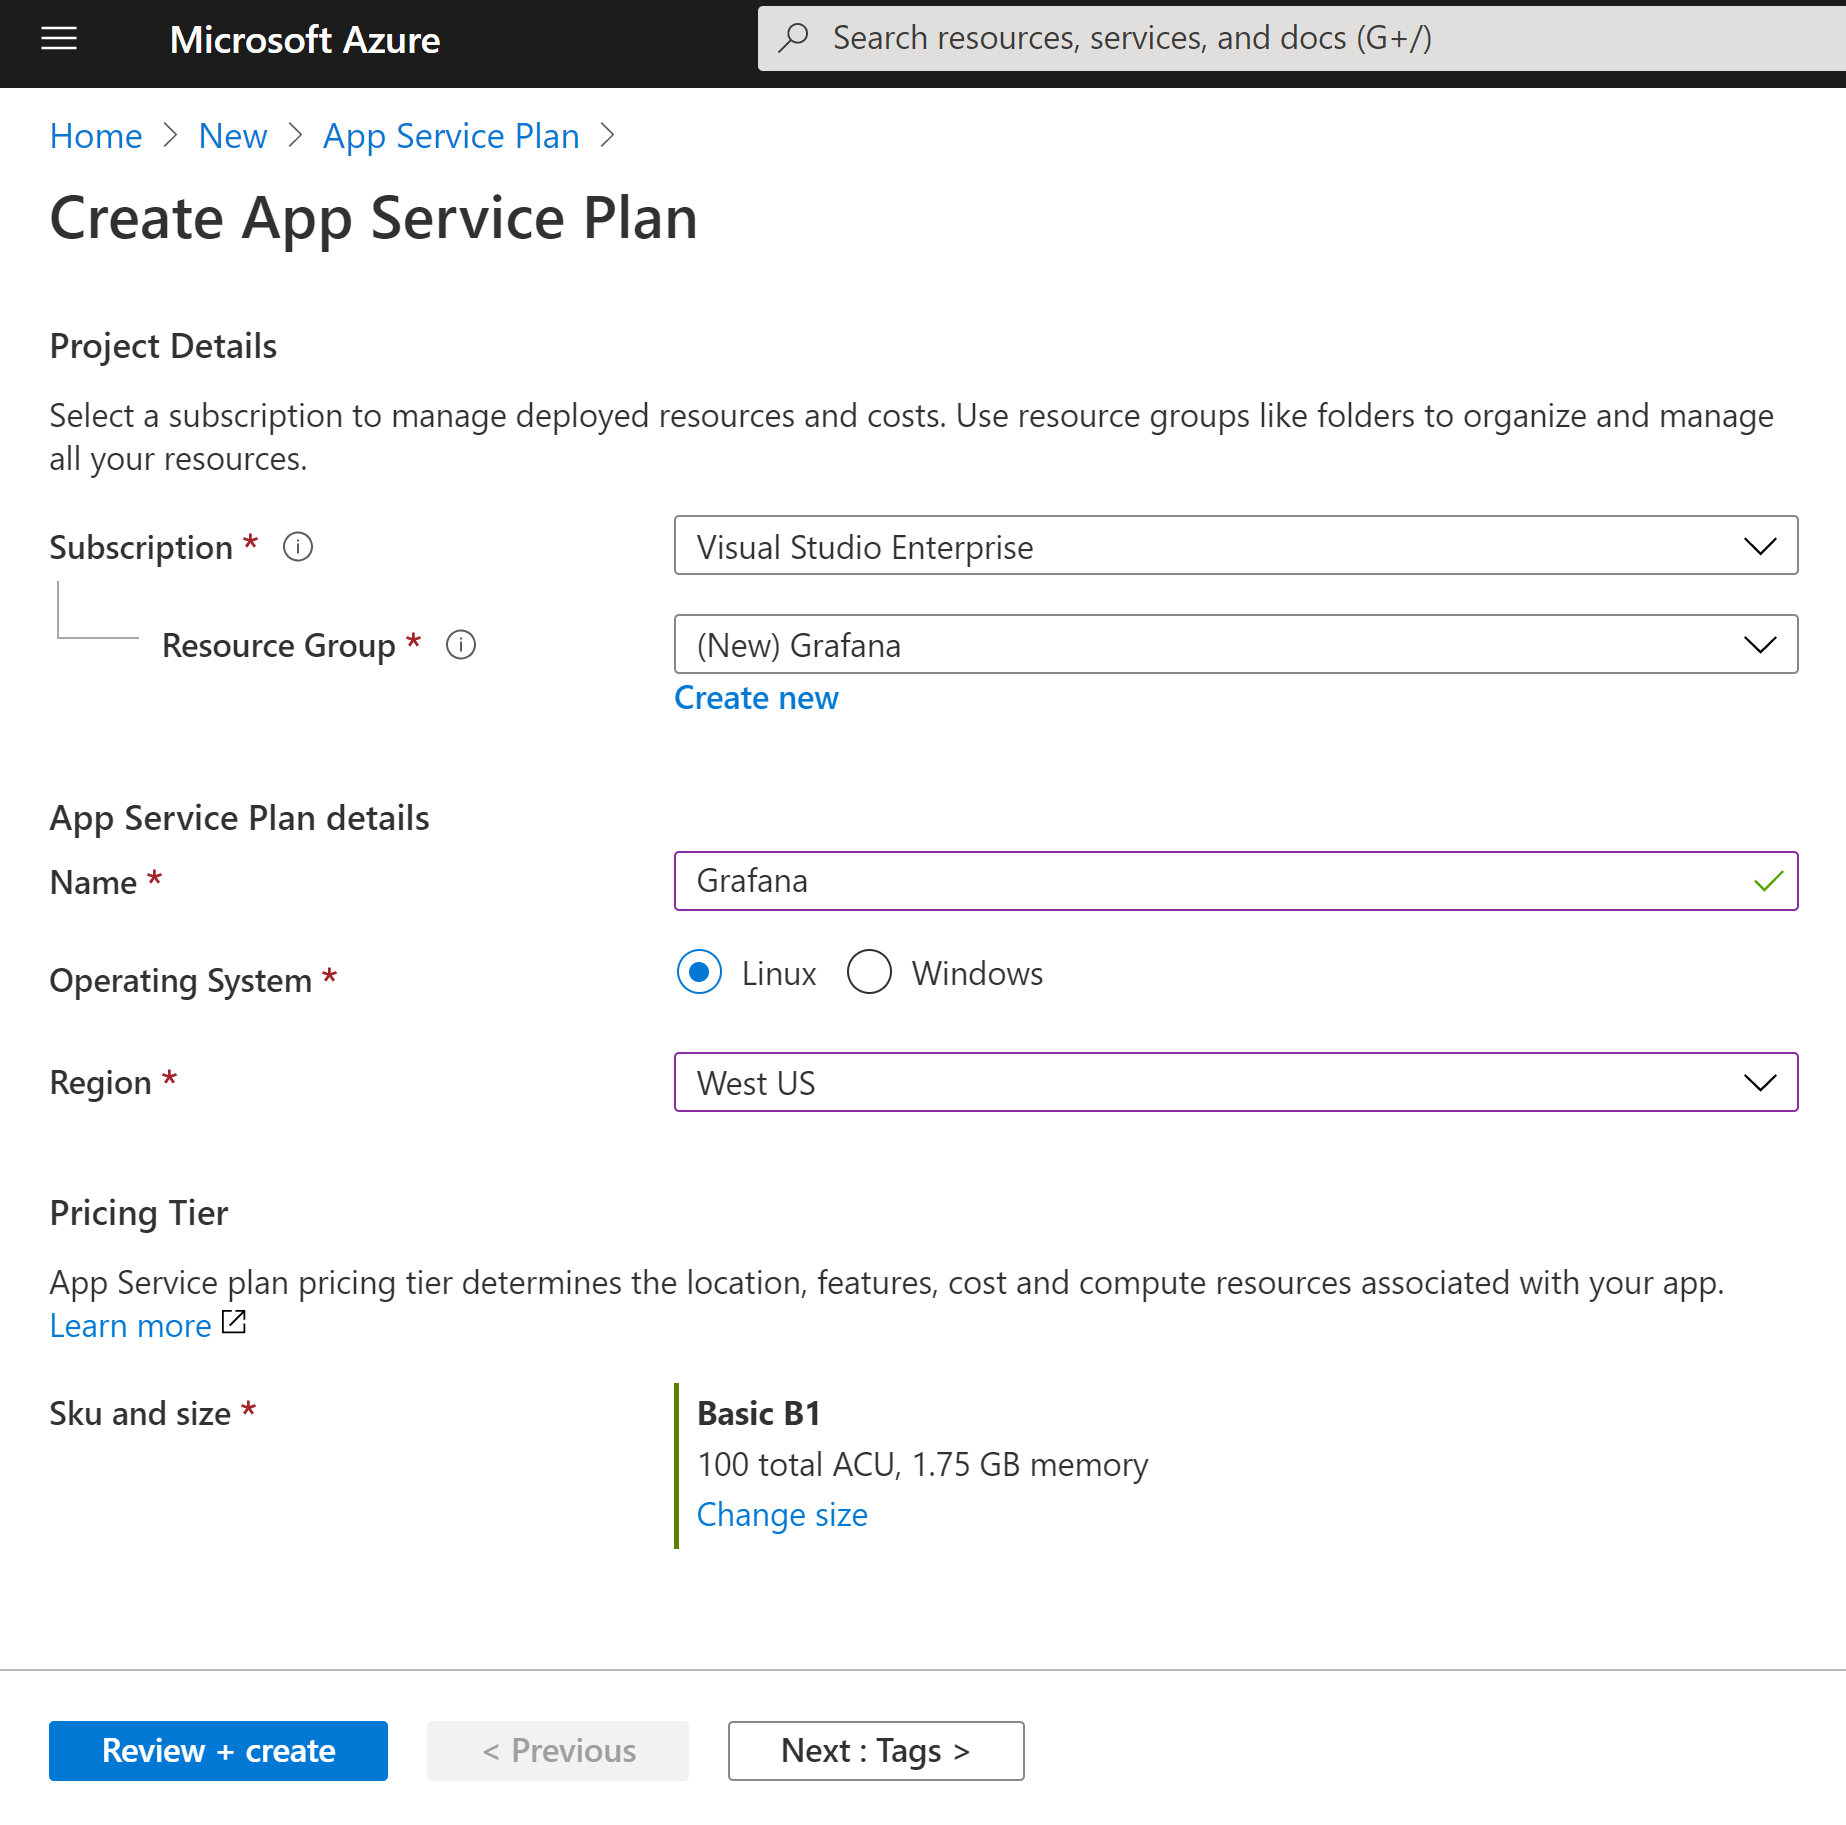 Microsoft Azure
Search resources, services, and docs (G+/)
Home > New > App Service Plan >
Create App Service Plan
Project Details
Select a subscription to manage deployed resources and costs. Use resource groups like folders to organize and manage
all your resources.
Subscription *
Visual Studio Enterprise
Resource Group *
(New) Grafana
Create new
App Service Plan details
Name *
Grafana
Operating System *
Linux
Windows
Region *
West US
Pricing Tier
App Service plan pricing tier determines the location, features, cost and compute resources associated with your app.
Learn more
Sku and size *
Basic B1
100 total ACU, 1.75 GB memory
Change size
Review + create
< Previous
Next : Tags >